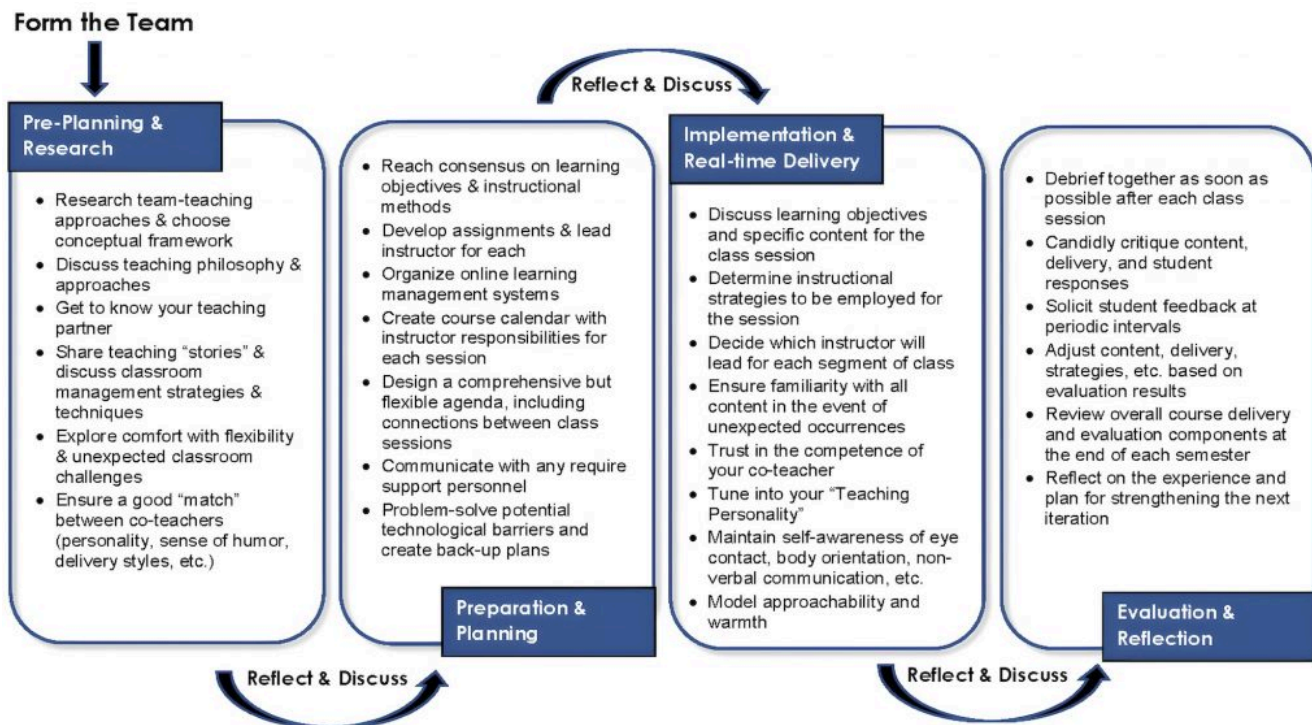 Form the Team
Reflect & Discuss
Pre-Planning &
Research
• Research team-teaching
approaches & choose
conceptual framework
• Discuss teaching philosophy &
approaches
• Get to know your teaching
partner
• Share teaching “stories” &
discuss classroom
management strategies &
techniques
• Explore comfort with flexibility
& unexpected classroom
challenges
• Ensure a good “match”
between co-teachers
(personality, sense of humor,
delivery styles, etc.)
• Reach consensus on learning
objectives & instructional
methods
• Develop assignments & lead
instructor for each
• Organize online learning
management systems
• Create course calendar with
instructor responsibilities for
each session
• Design a comprehensive but
flexible agenda, including
connections between class
sessions
• Communicate with any require
support personnel
• Problem-solve potential
technological barriers and
create back-up plans
Preparation &
Planning
Implementation &
Real-time Delivery
• Discuss learning objectives
and specific content for the
class session
• Determine instructional
strategies to be employed for
the session
• Decide which instructor will
lead for each segment of class
• Ensure familiarity with all
content in the event of
unexpected occurrences
• Trust in the competence of
your co-teacher
• Tune into your “Teaching
Personality”
• Maintain self-awareness of eye
contact, body orientation, non-
verbal communication, etc.
• Model approachability and
warmth
• Debrief together as soon as
possible after each class
session
• Candidly critique content,
delivery, and student
responses
• Solicit student feedback at
periodic intervals
• Adjust content, delivery,
strategies, etc. based on
evaluation results
• Review overall course delivery
and evaluation components at
the end of each semester
• Reflect on the experience and
plan for strengthening the next
iteration
Evaluation &
Reflection
Reflect & Discuss
Reflect & Discuss